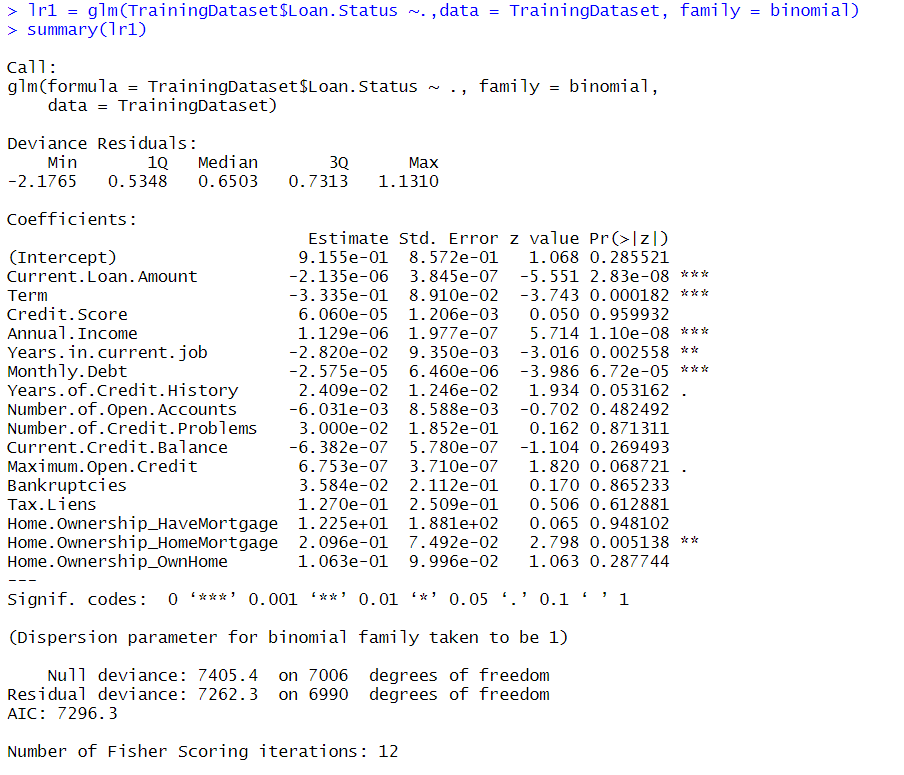 > lr1 = glm(TrainingDataset$Loan.Status ~.,data = TrainingDataset, family = binomial)
> summary(lr1)
Call:
glm(formula = TrainingDataset$Loan.Status ~ ., family = binomial,
    data = TrainingDataset)
Deviance Residuals:
    Min      1Q  Median      3Q     Max
-2.1765  0.5348  0.6503  0.7313  1.1310
Coefficients:
                             Estimate Std. Error z value Pr(>|z|)
(Intercept)                 9.155e-01  8.572e-01   1.068 0.285521
Current.Loan.Amount        -2.135e-06  3.845e-07  -5.551 2.83e-08 ***
Term                       -3.335e-01  8.910e-02  -3.743 0.000182 ***
Credit.Score                6.060e-05  1.206e-03   0.050 0.959932
Annual.Income               1.129e-06  1.977e-07   5.714 1.10e-08 ***
Years.in.current.job       -2.820e-02  9.350e-03  -3.016 0.002558 **
Monthly.Debt               -2.575e-05  6.460e-06  -3.986 6.72e-05 ***
Years.of.Credit.History     2.409e-02  1.246e-02   1.934 0.053162 .
Number.of.Open.Accounts    -6.031e-03  8.588e-03  -0.702 0.482492
Number.of.Credit.Problems   3.000e-02  1.852e-01   0.162 0.871311
Current.Credit.Balance     -6.382e-07  5.780e-07  -1.104 0.269493
Maximum.Open.Credit         6.753e-07  3.710e-07   1.820 0.068721 .
Bankruptcies                3.584e-02  2.112e-01   0.170 0.865233
Tax.Liens                   1.270e-01  2.509e-01   0.506 0.612881
Home.Ownership_HaveMortgage 1.225e+01  1.881e+02   0.065 0.948102
Home.Ownership_HomeMortgage 2.096e-01  7.492e-02   2.798 0.005138 **
Home.Ownership_OwnHome      1.063e-01  9.996e-02   1.063 0.287744
---
Signif. codes:  0 ‘***’ 0.001 ‘**’ 0.01 ‘*’ 0.05 ‘.’ 0.1 ‘ ’ 1
(Dispersion parameter for binomial family taken to be 1)
    Null deviance: 7405.4  on 7006  degrees of freedom
Residual deviance: 7262.3  on 6990  degrees of freedom
AIC: 7296.3
Number of Fisher Scoring iterations: 12